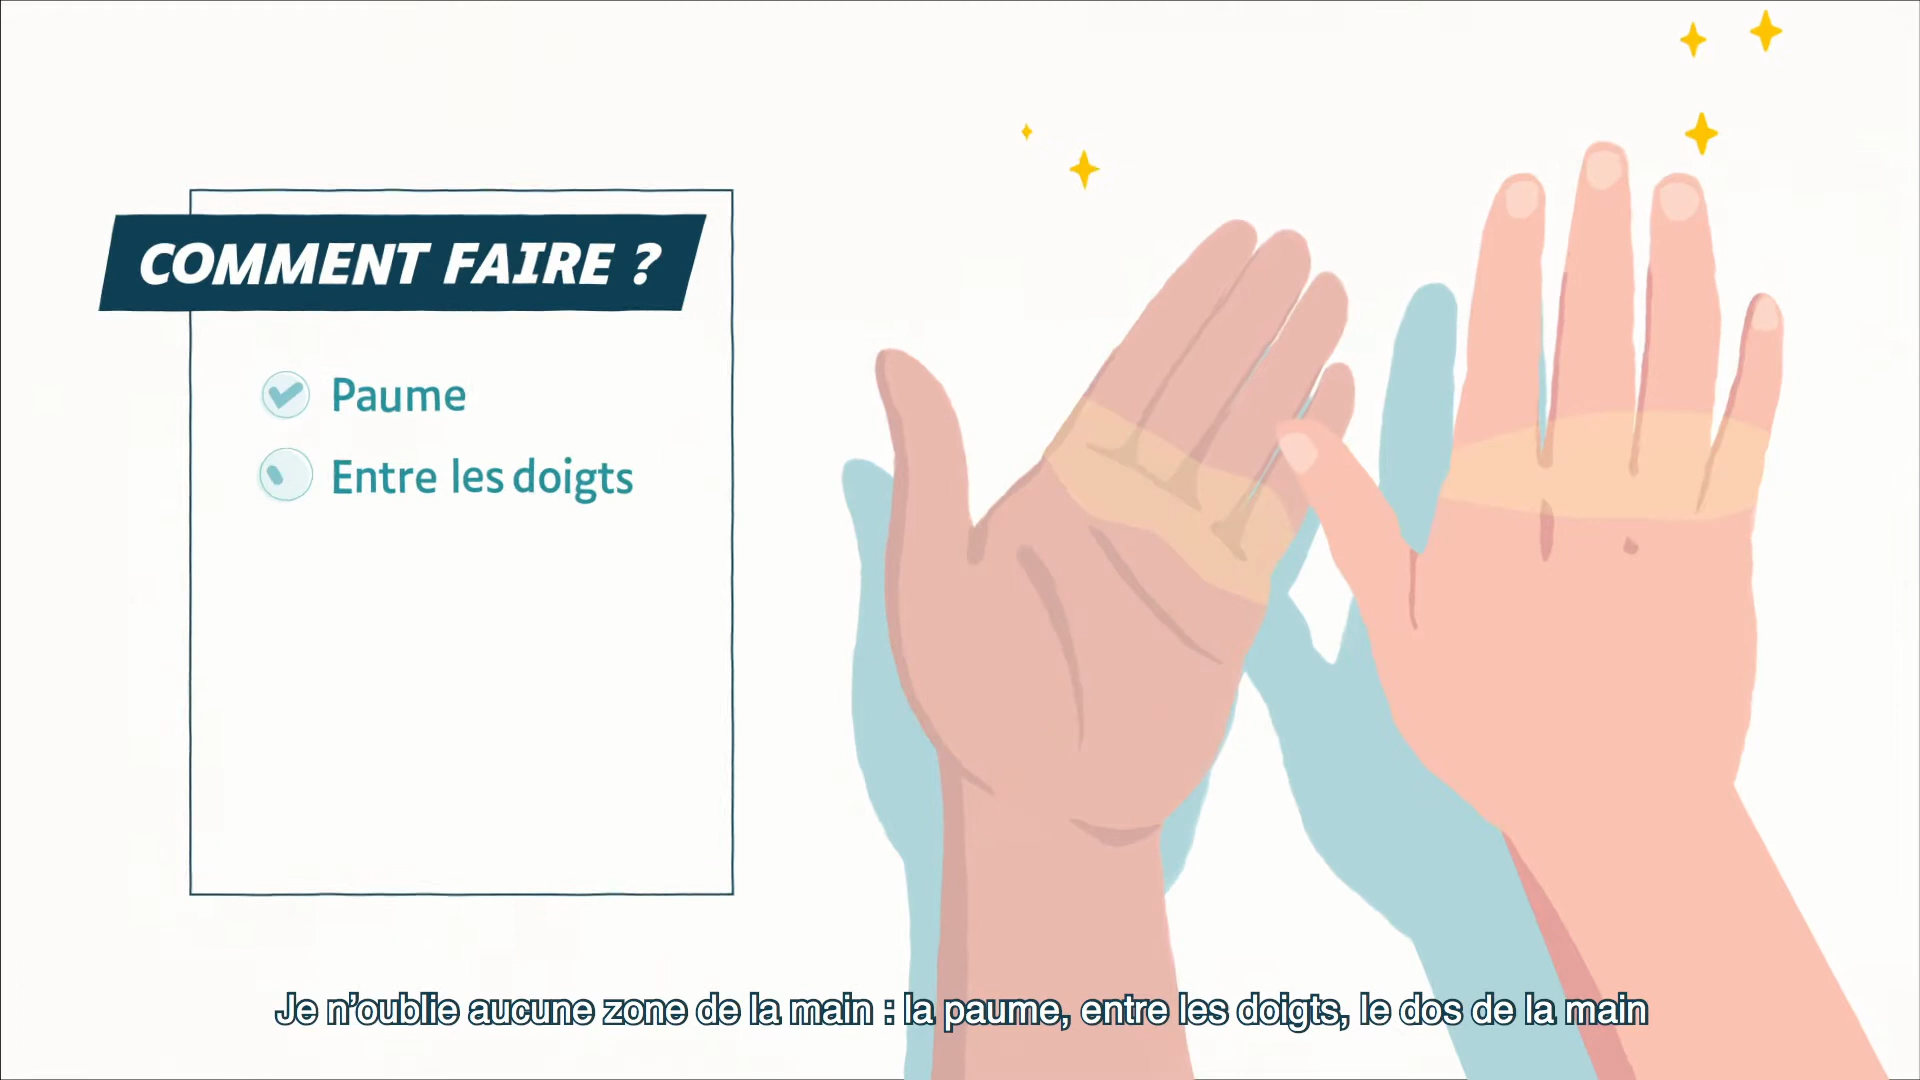 COMMENT FAIRE ?
Paume
Entre les doigts
Je n’oublie aucune zone de la main : la paume, entre les doigts, le dos de la main